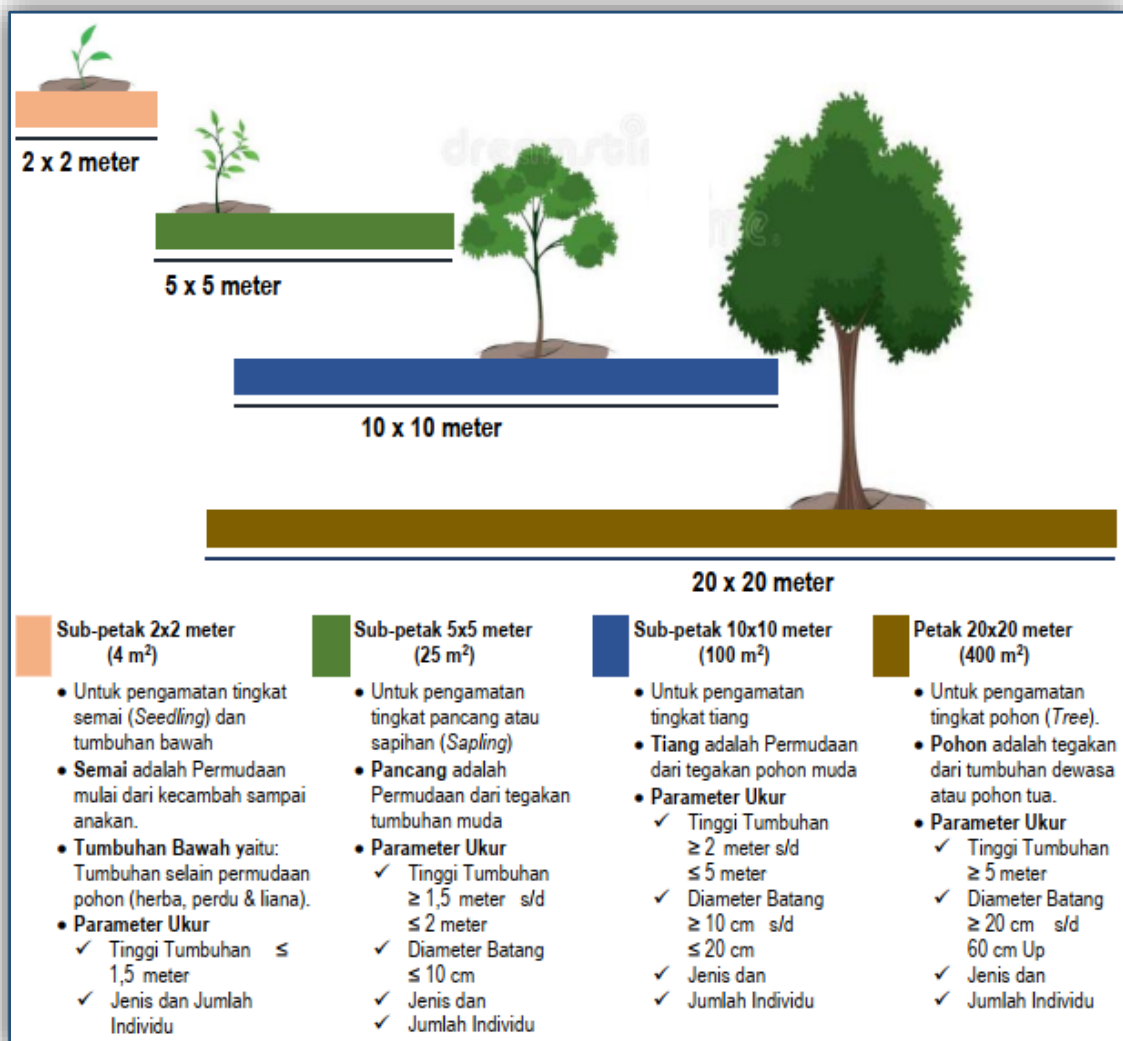 2 x 2 meter
dreamsti
5 x 5 meter
10 x 10 meter
20 x 20 meter
Sub-petak 2x2 meter
(4 m²)
• Untuk pengamatan tingkat
semai (Seedling) dan
tumbuhan bawah
• Semai adalah Permudaan
mulai dari kecambah sampai
anakan.
• Tumbuhan Bawah yaitu:
Tumbuhan selain permudaan
pohon (herba, perdu & liana).
• Parameter Ukur
✓ Tinggi Tumbuhan ≤
1,5 meter
✓ Jenis dan Jumlah
Individu
Sub-petak 5x5 meter
(25 m²)
• Untuk pengamatan
tingkat pancang atau
sapihan (Sapling)
• Pancang adalah
Permudaan dari tegakan
tumbuhan muda
• Parameter Ukur
✓ Tinggi Tumbuhan
≥ 1,5 meter s/d
≤ 2 meter
✓ Diameter Batang
≤ 10 cm
✓ Jenis dan
✓ Jumlah Individu
Sub-petak 10x10 meter
(100 m²)
• Untuk pengamatan
tingkat tiang
• Tiang adalah Permudaan
dari tegakan pohon muda
• Parameter Ukur
✓ Tinggi Tumbuhan
≥ 2 meter s/d
≤ 5 meter
✓ Diameter Batang
≥ 10 cm s/d
≤ 20 cm
✓ Jenis dan
✓ Jumlah Individu
Petak 20x20 meter
(400 m²)
• Untuk pengamatan
tingkat pohon (Tree).
• Pohon adalah tegakan
dari tumbuhan dewasa
atau pohon tua.
• Parameter Ukur
✓ Tinggi Tumbuhan
≥ 5 meter
✓ Diameter Batang
≥ 20 cm s/d
60 cm Up
✓ Jenis dan
✓ Jumlah Individu